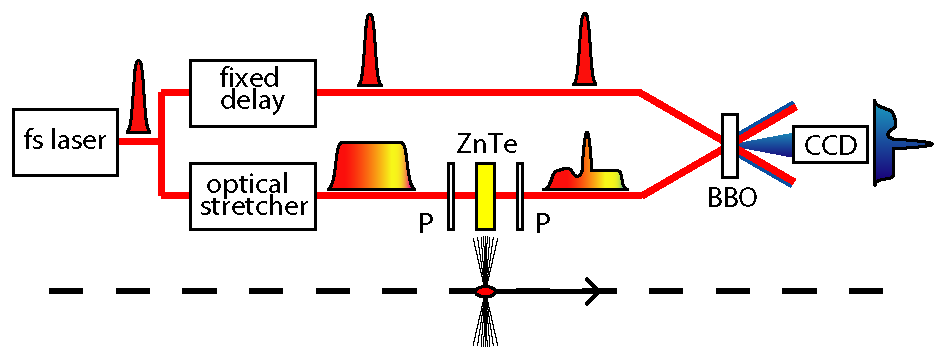 fs laser
fixed
delay
optical
stretcher
ZnTe
P
P
BBO
CCD